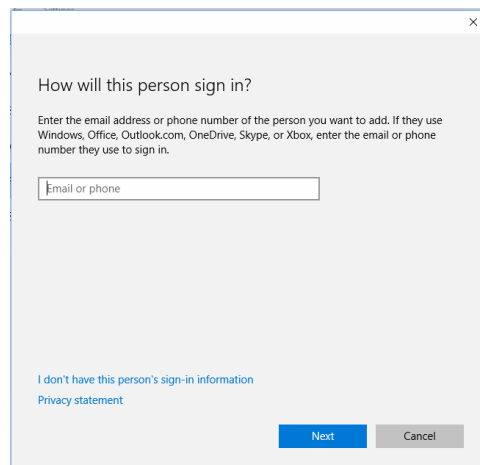 How will this person sign in?
Enter the email address or phone number of the person you want to add. If they use
Windows, Office, Outlook.com, OneDrive, Skype, or Xbox, enter the email or phone
number they use to sign in.
Email or phone
I don't have this person's sign-in information
Privacy statement
Next Cancel